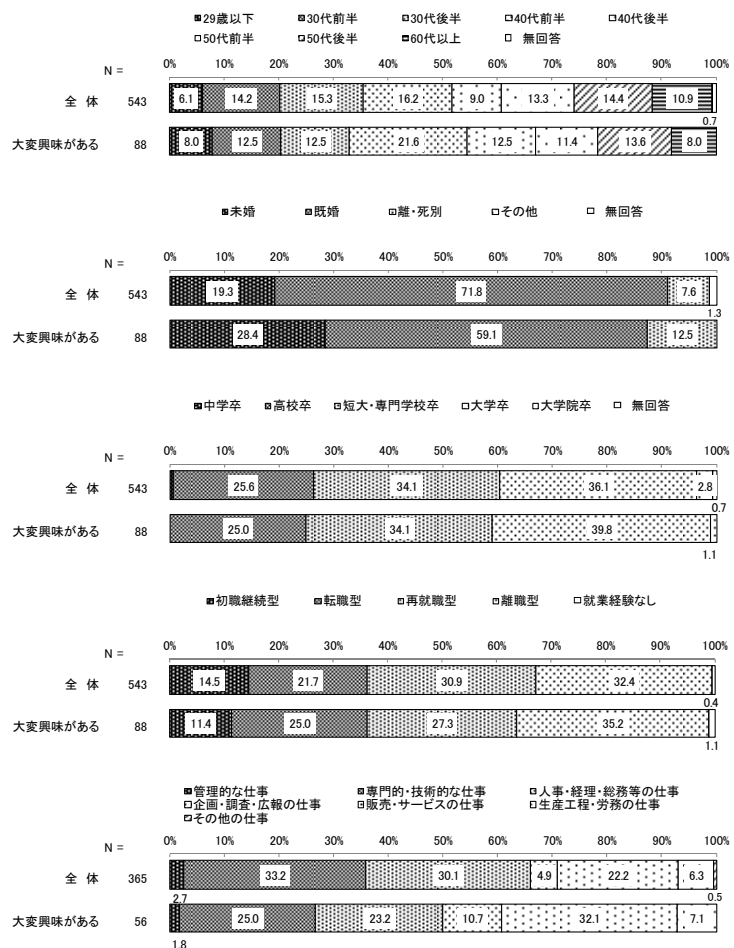 ■29歳以下 ■30代前半 □30代後半 □40代前半 □40代後半
□50代前半 □50代後半 ■60代以上 □ 無回答
0% 10% 20% 30% 40% 50% 60% 70% 80% 90% 100%
N =
全 体 543 6.1 14.2 15.3 16.2 9.0 13.3 14.4 10.9
0.7
大変興味がある 88 8.0 12.5 12.5 21.6 12.5 11.4 13.6 8.0
■未婚 ■既婚 □離・死別 □その他 □ 無回答
0% 10% 20% 30% 40% 50% 60% 70% 80% 90% 100%
N =
全 体 543 19.3 71.8 7.6
1.3
大変興味がある 88 28.4 59.1 12.5
■中学卒 ■高校卒 □短大・専門学校卒 □大学卒 □大学院卒 □ 無回答
0% 10% 20% 30% 40% 50% 60% 70% 80% 90% 100%
N =
全 体 543 25.6 34.1 36.1 2.8
0.7
大変興味がある 88 25.0 34.1 39.8
1.1
■初職継続型 ■転職型 □再就職型 □離職型 □就業経験なし
0% 10% 20% 30% 40% 50% 60% 70% 80% 90% 100%
N =
全 体 543 14.5 21.7 30.9 32.4
0.4
大変興味がある 88 11.4 25.0 27.3 35.2
1.1
■管理的な仕事 ■専門的・技術的な仕事 □人事・経理・総務等の仕事
□企画・調査・広報の仕事 □販売・サービスの仕事 □生産工程・労務の仕事
□その他の仕事
0% 10% 20% 30% 40% 50% 60% 70% 80% 90% 100%
N =
全 体 365 33.2 30.1 4.9 22.2 6.3
2.7 0.5
大変興味がある 56 25.0 23.2 10.7 32.1 7.1
1.8